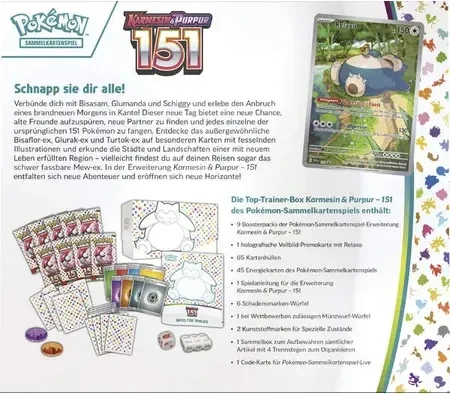 POKéMON
SAMMELKARTENSPIEL
KARMESIN & PURPUR
151
Relaxo
150
Schnapp sie dir alle!
Verbünde dich mit Bisasam, Glumanda und Schiggy und erlebe den Anbruch
eines brandneuen Morgens in Kanto! Dieser neue Tag bietet eine neue Chance,
alte Freunde aufzuspüren, neue Partner zu finden und jedes einzelne der
ursprünglichen 151 Pokémon zu fangen. Entdecke das außergewöhnliche
Bisaflor-ex, Glurak-ex und Turtok-ex auf besonderen Karten mit fesselnden
Illustrationen und erkunde die Städte und Landschaften einer mit neuem
Leben erfüllten Region – vielleicht findest du auf deinen Reisen sogar das
schwer fassbare Mew-ex. In der Erweiterung Karmesin & Purpur – 151
entfalten sich neue Abenteuer und eröffnen sich neue Horizonte!
Die Top-Trainer-Box Karmesin & Purpur – 151
des Pokémon-Sammelkartenspiels enthält:
• 9 Boosterpacks der Pokémon-Sammelkartenspiel-Erweiterung
Karmesin & Purpur – 151
• 1 holografische Vollbild-Promokarte mit Relaxo
• 65 Kartenhüllen
• 45 Energiekarten des Pokémon-Sammelkartenspiels
• 1 Spielanleitung für die Erweiterung
Karmesin & Purpur – 151
• 6 Schadensmarken-Würfel
• 1 bei Wettbewerben zulässigen Münzwurf-Würfel
• 2 Kunststoffmarken für Spezielle Zustände
• 1 Sammelbox zum Aufbewahren sämtlicher
Artikel mit 4 Trennstegen zum Organisieren
• 1 Code-Karte für Pokémon-Sammelkartenspiel-Live
151
INFOS FÜR SPIELER